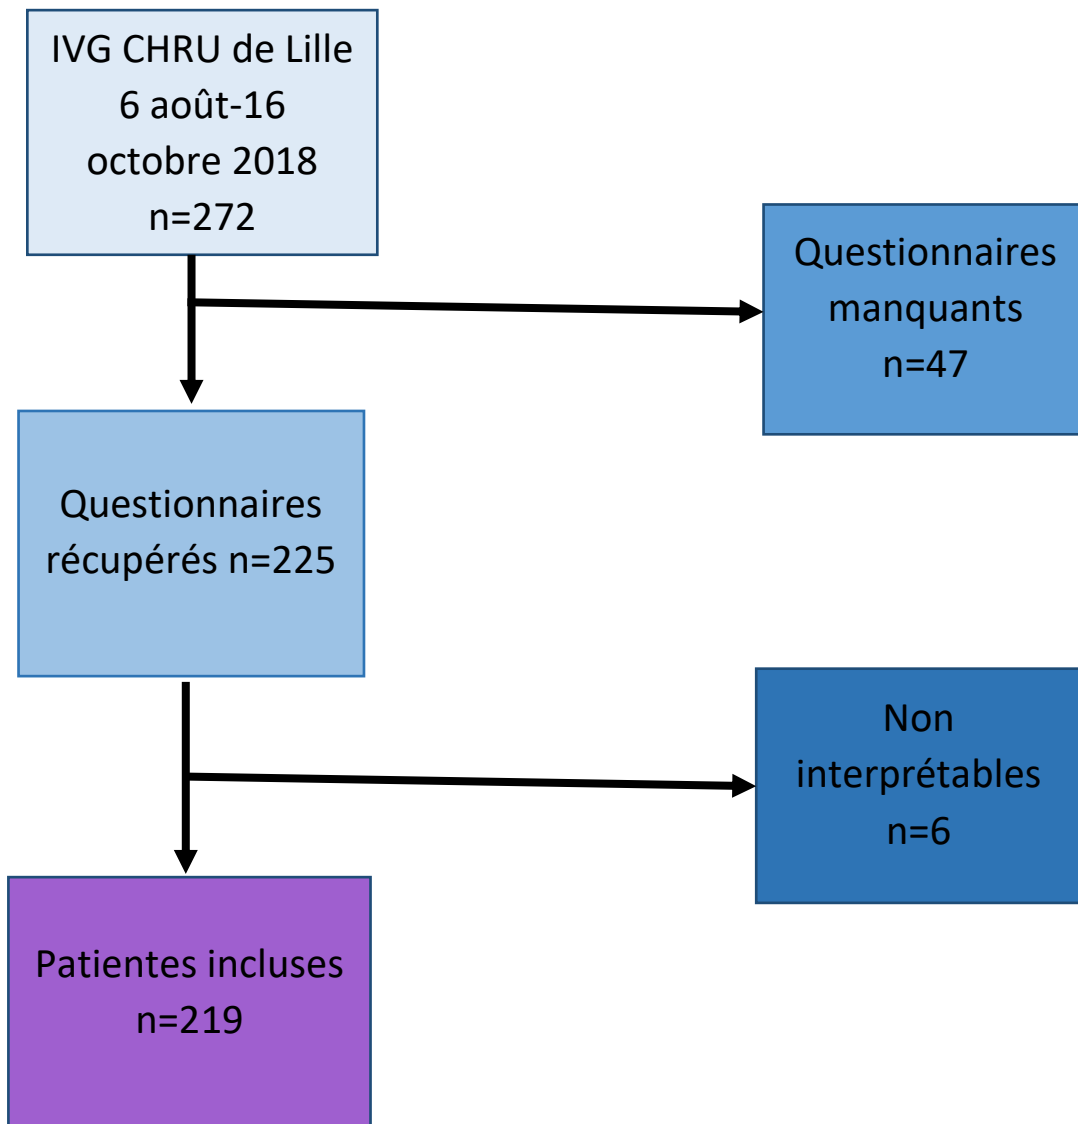 IVG CHRU de Lille
6 août-16
octobre 2018
n=272
Questionnaires
manquants
n=47
Questionnaires
récupérés n=225
Non
interprétables
n=6
Patientes incluses
n=219